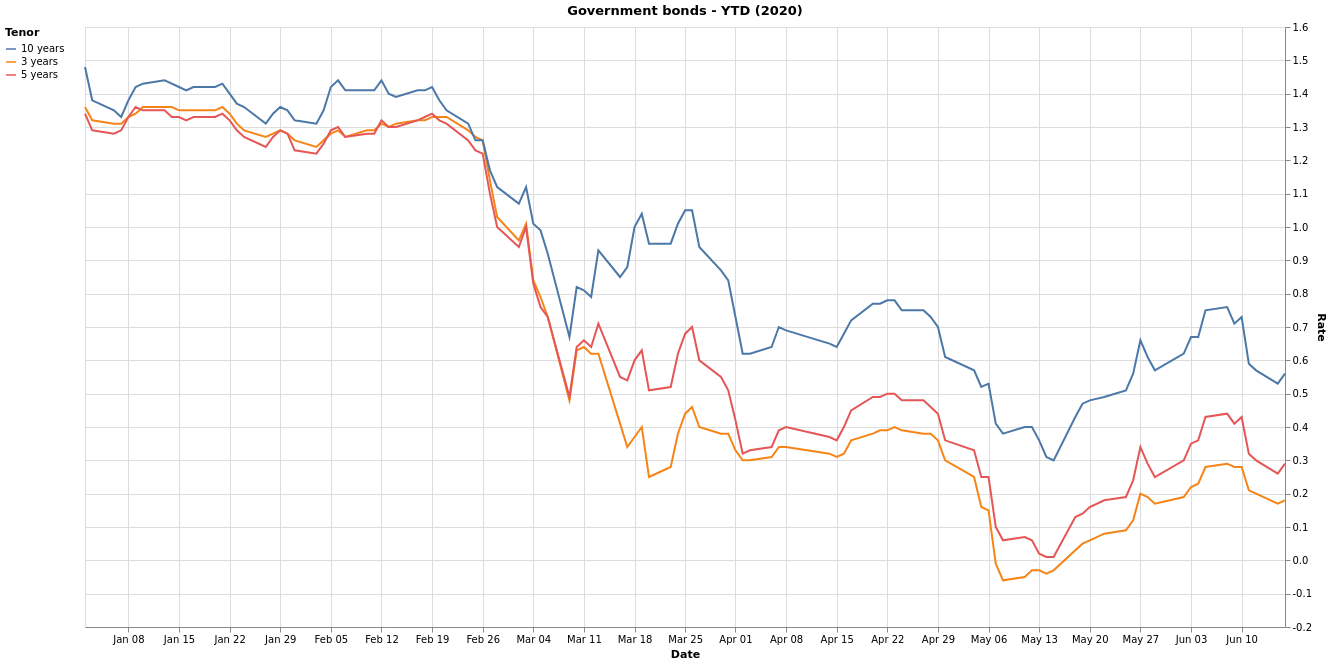 Government bonds - YTD (2020)
Tenor
10 years
3 years
5 years
1.6
1.5
1.4
1.3
1.2
1.1
1.0
0.9
0.8
0.7
0.6
0.5
0.4
0.3
0.2
0.1
0.0
-0.1
-0.2
Rate
Jan 08 Jan 15 Jan 22 Jan 29 Feb 05 Feb 12 Feb 19 Feb 26 Mar 04 Mar 11 Mar 18 Mar 25 Apr 01 Apr 08 Apr 15 Apr 22 Apr 29 May 06 May 13 May 20 May 27 Jun 03 Jun 10
Date